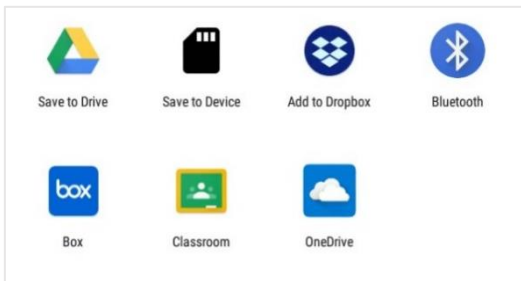 Save to Drive Save to Device Add to Dropbox Bluetooth
box
Box Classroom OneDrive